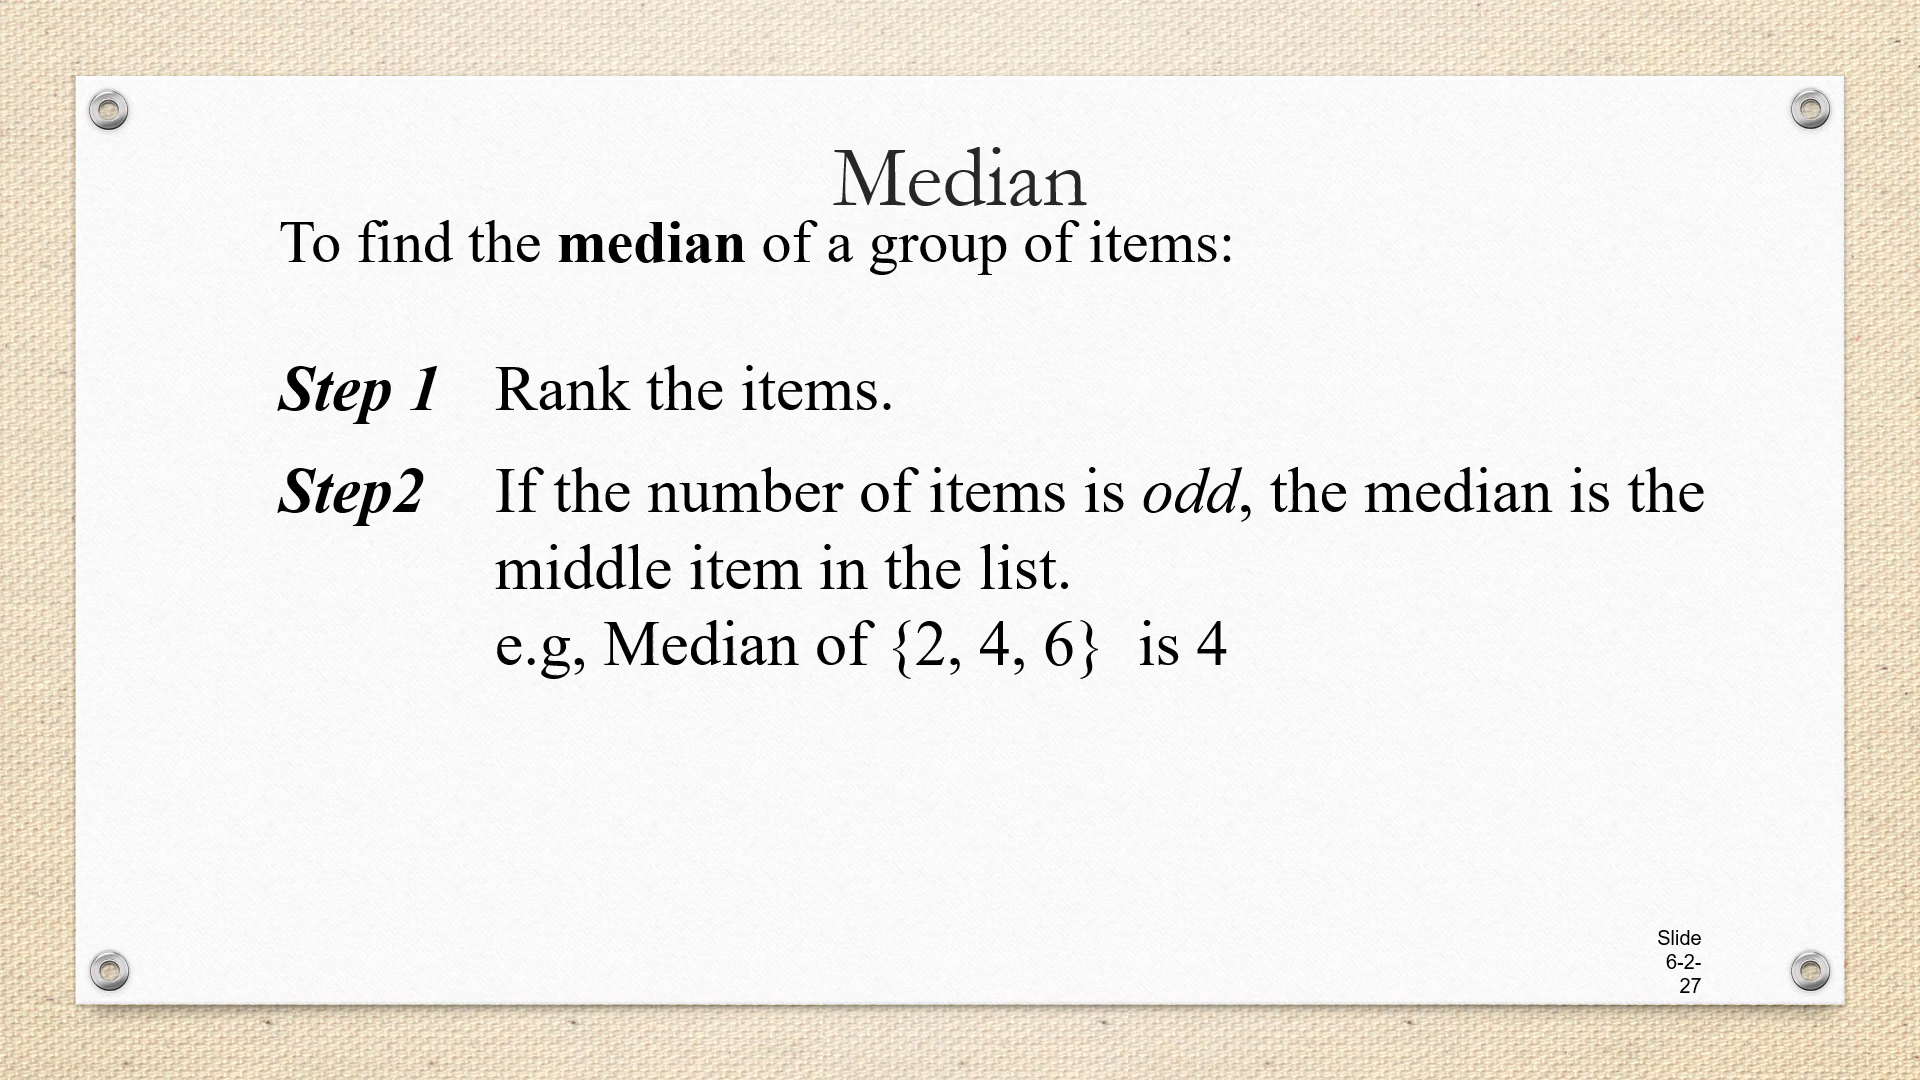 Median
To find the median of a group of items:
Step 1 Rank the items.
Step2 If the number of items is odd, the median is the
middle item in the list.
e.g, Median of {2, 4, 6} is 4
Slide
6-2-
27